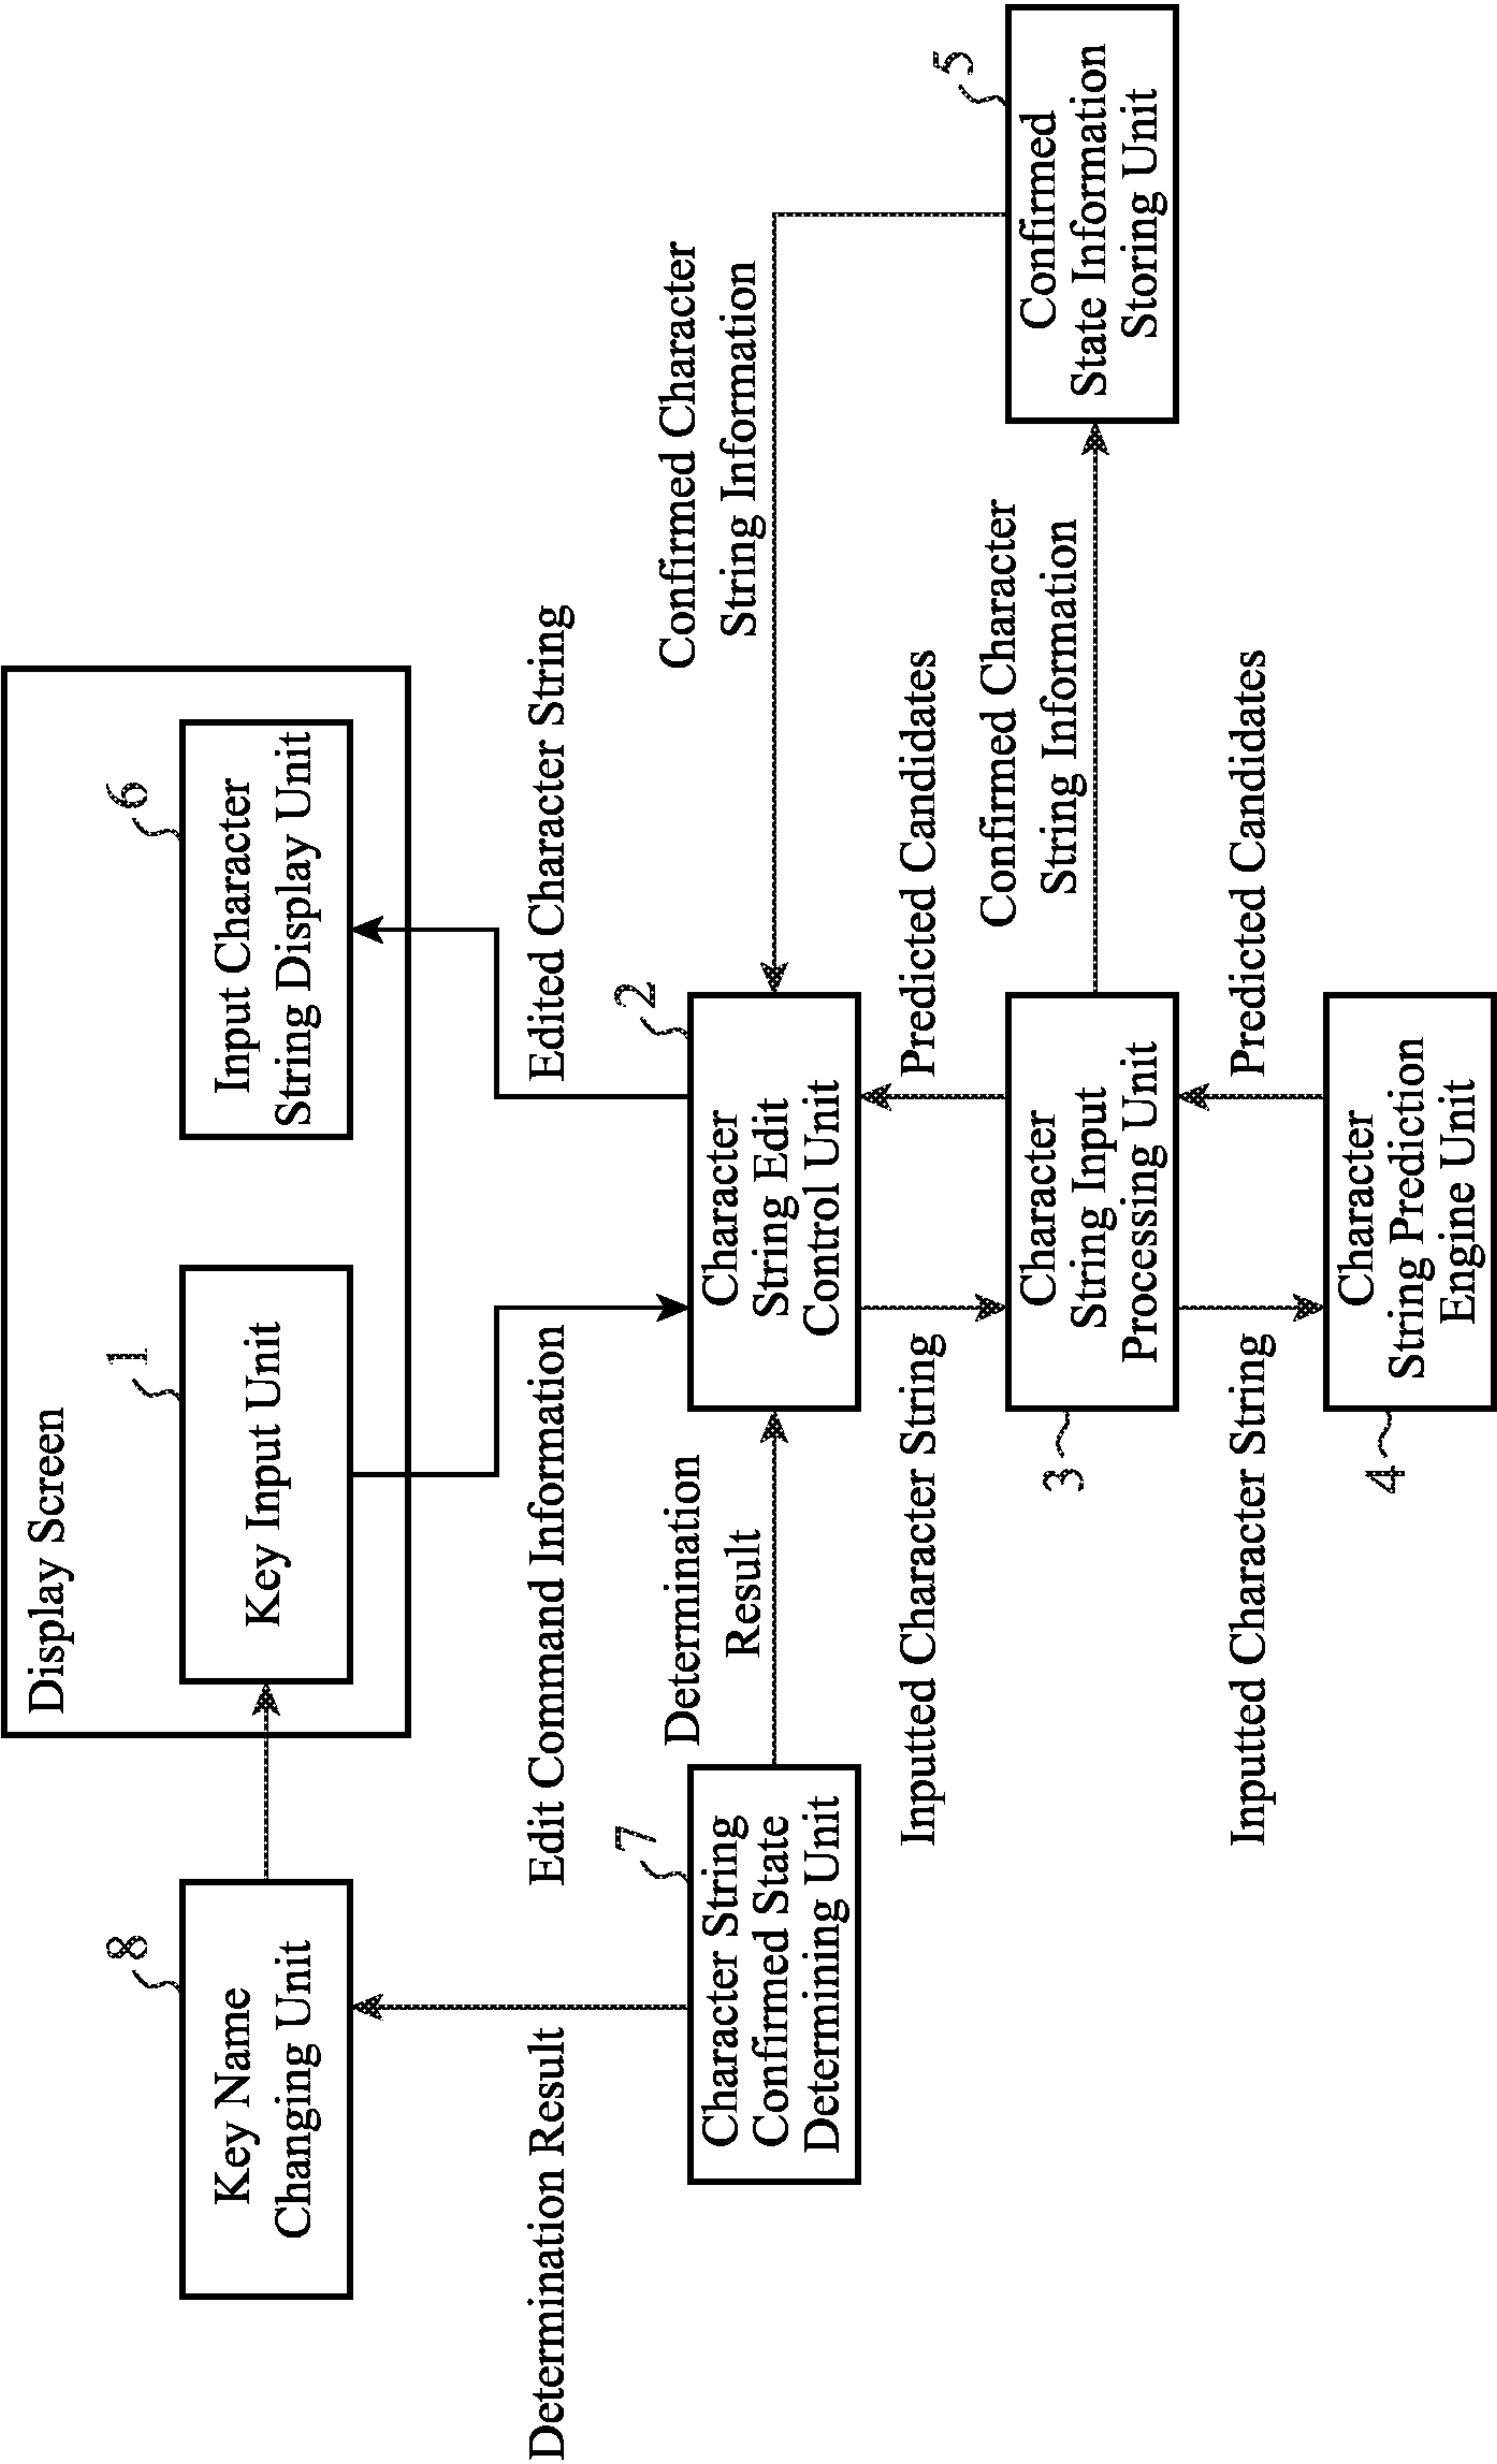 Display Screen
8
Key Name
Changing Unit
1
Key Input Unit
6
Input Character
String Display Unit
Determination Result
Edit Command Information
Edited Character String
7
Character String
Confirmed State
Determining Unit
Determination
Result
2
Character
String Edit
Control Unit
Confirmed Character
String Information
Inputted Character String
Predicted Candidates
3
Character
String Input
Processing Unit
Confirmed Character
String Information
5
Confirmed
State Information
Storing Unit
Inputted Character String
Predicted Candidates
4
Character
String Prediction
Engine Unit